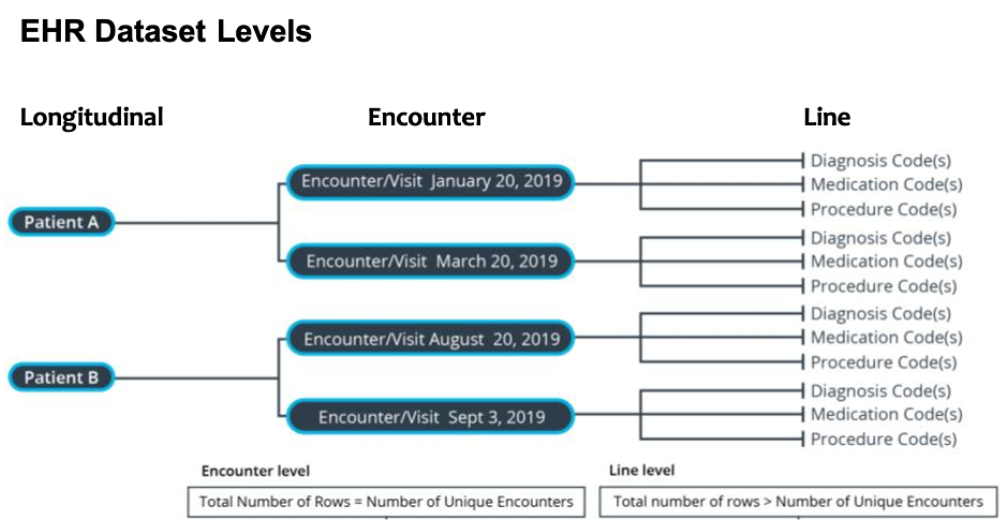 EHR Dataset Levels
Longitudinal
Encounter
Line
Patient A
Encounter/Visit January 20, 2019
Diagnosis Code(s)
Medication Code(s)
Procedure Code(s)
Encounter/Visit March 20, 2019
Diagnosis Code(s)
Medication Code(s)
Procedure Code(s)
Patient B
Encounter/Visit August 20, 2019
Diagnosis Code(s)
Medication Code(s)
Procedure Code(s)
Encounter/Visit Sept 3, 2019
Diagnosis Code(s)
Medication Code(s)
Procedure Code(s)
Encounter level
Total Number of Rows = Number of Unique Encounters
Line level
Total number of rows > Number of Unique Encounters